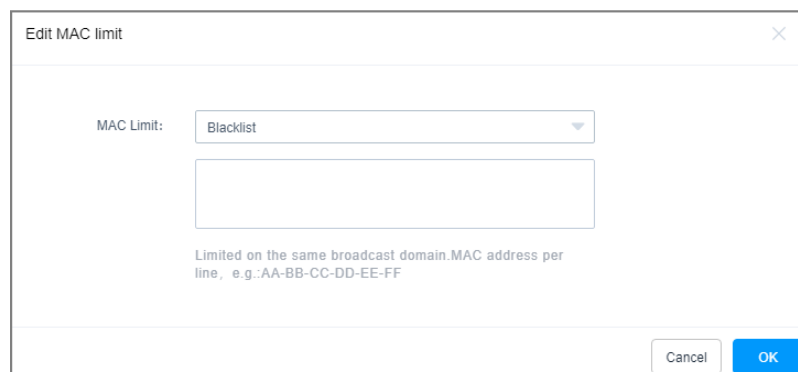 Edit MAC limit
MAC Limit:
Blacklist
Limited on the same broadcast domain.MAC address per
line, e.g.:AA-BB-CC-DD-EE-FF
Cancel
OK